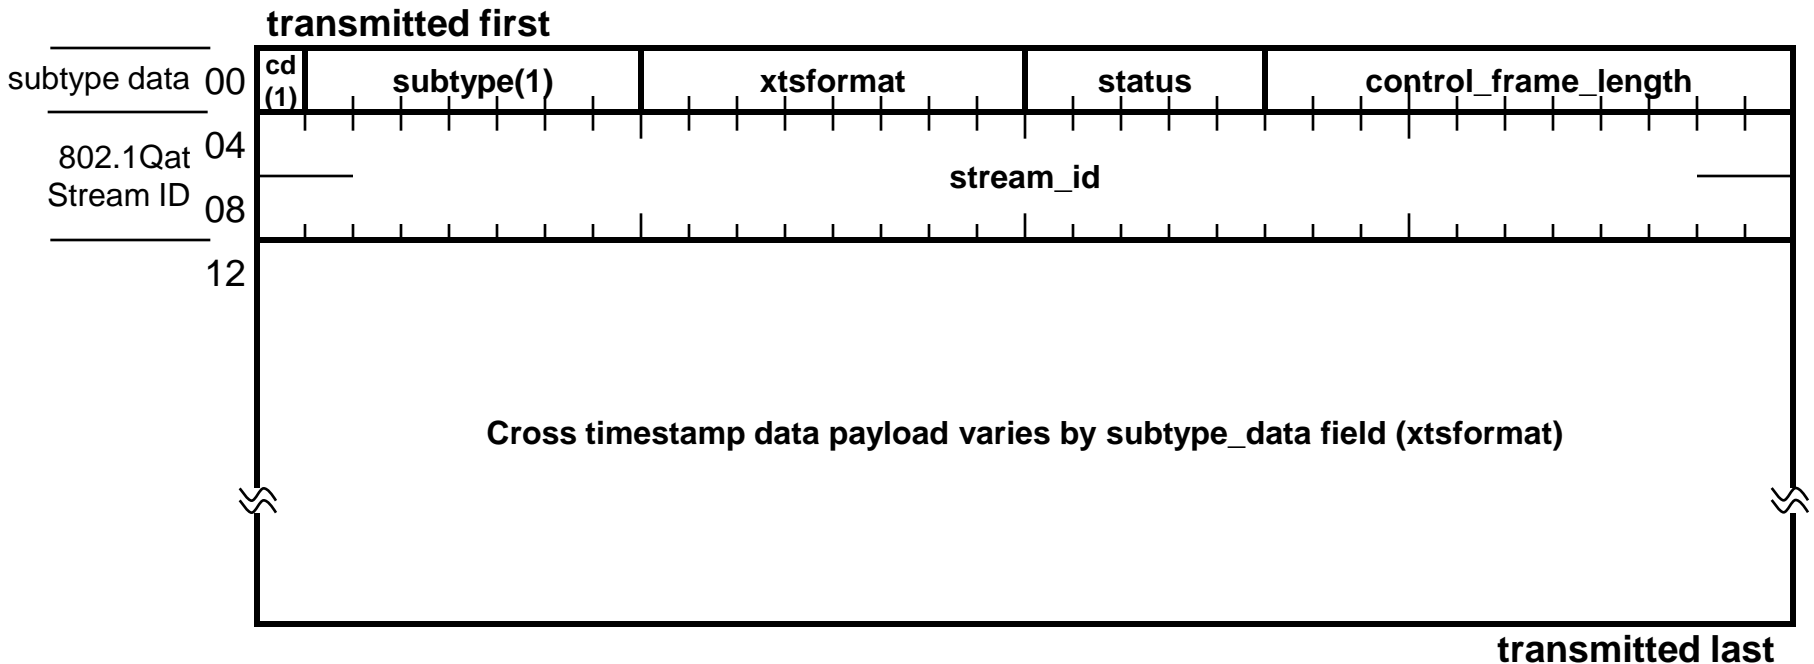 transmitted first
subtype data 00 cd (1) subtype(1) xtsformat status control_frame_length
802.1Qat Stream ID
04
stream_id
08
12
Cross timestamp data payload varies by subtype_data field (xtsformat)
transmitted last